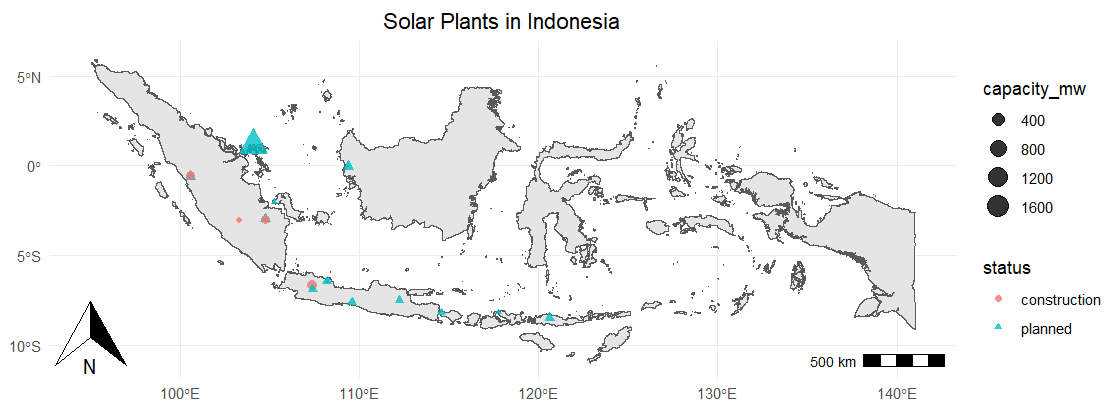 Solar Plants in Indonesia
5°N
0°
5°S
10°S
100°E
110°E
120°E
130°E
140°E
N
500 km
capacity_mw
400
800
1200
1600
status
construction
planned